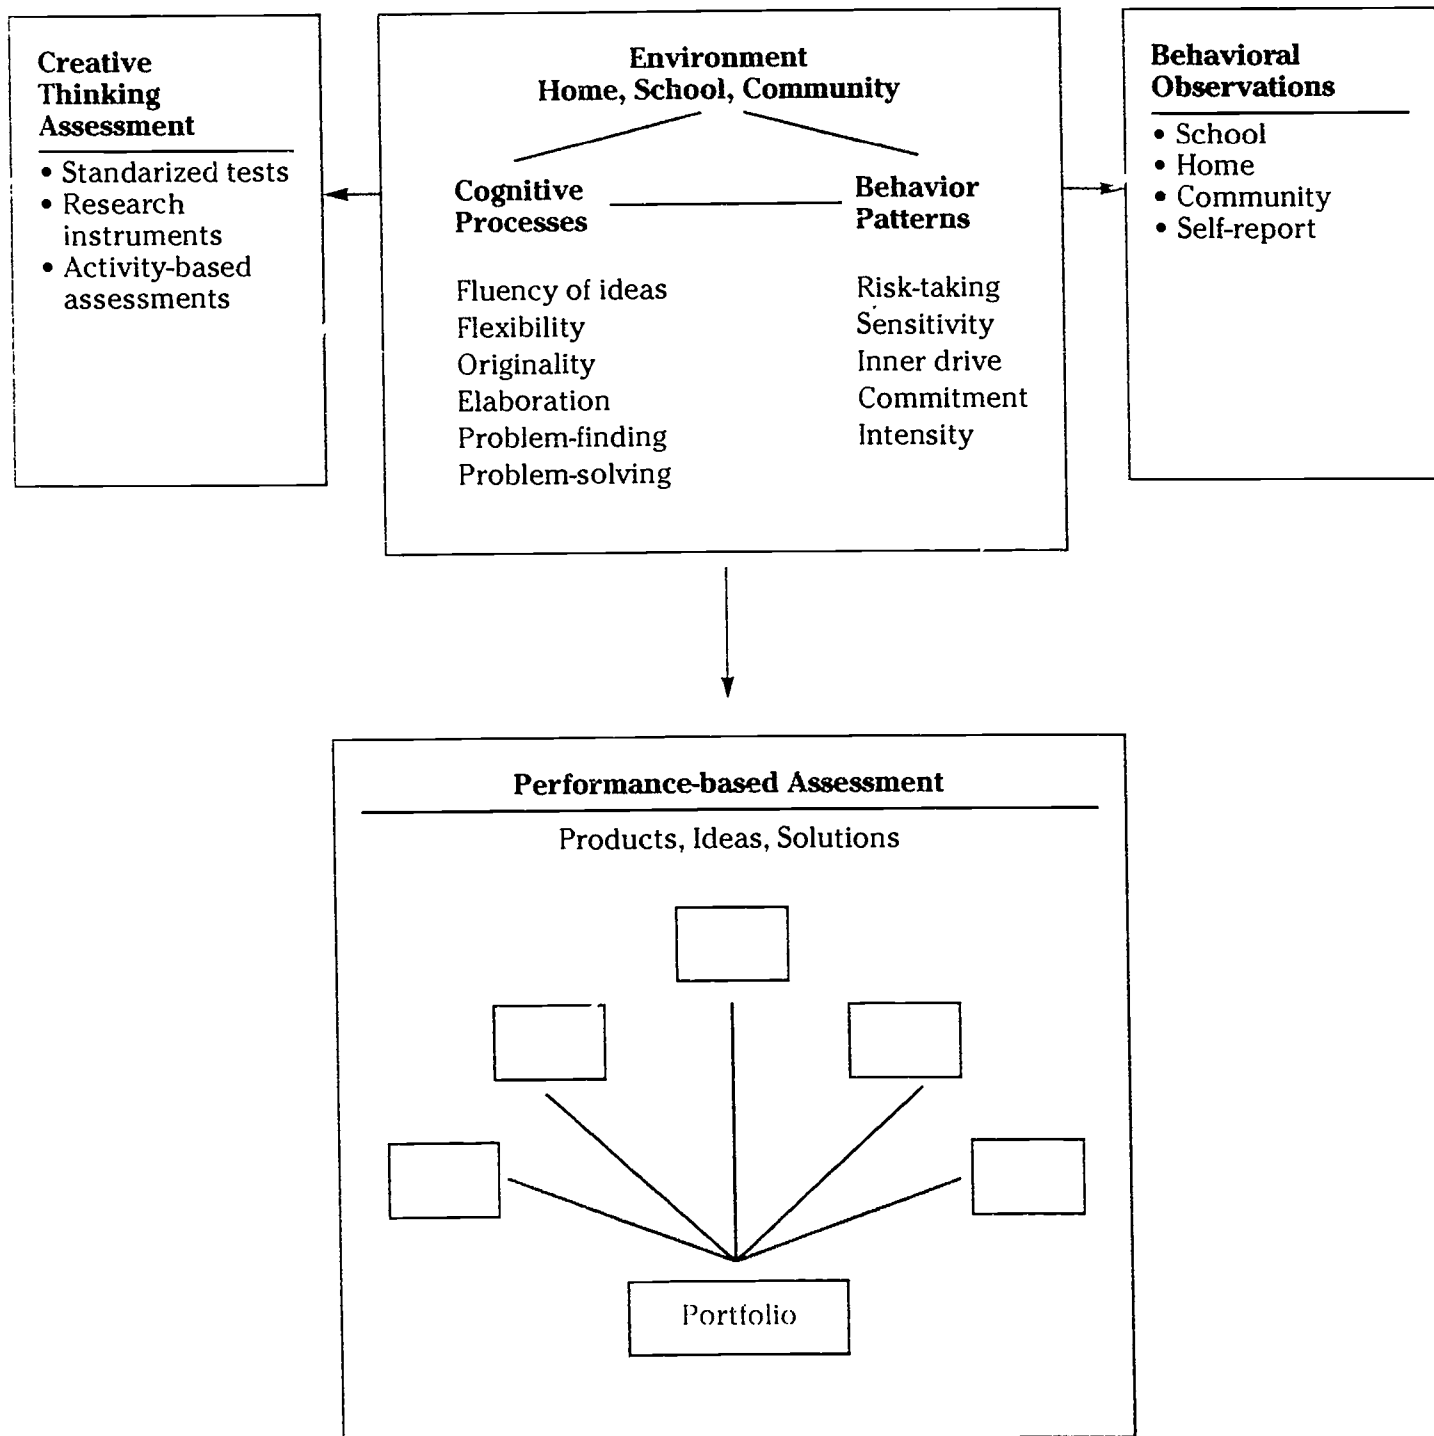 Creative
Thinking
Assessment
• Standarized tests
• Research
instruments
• Activity-based
assessments
Environment
Home, School, Community
Cognitive
Processes
Fluency of ideas
Flexibility
Originality
Elaboration
Problem-finding
Problem-solving
Behavior
Patterns
Risk-taking
Sensitivity
Inner drive
Commitment
Intensity
Behavioral
Observations
• School
• Home
• Community
• Self-report
Performance-based Assessment
Products, Ideas, Solutions
Portfolio